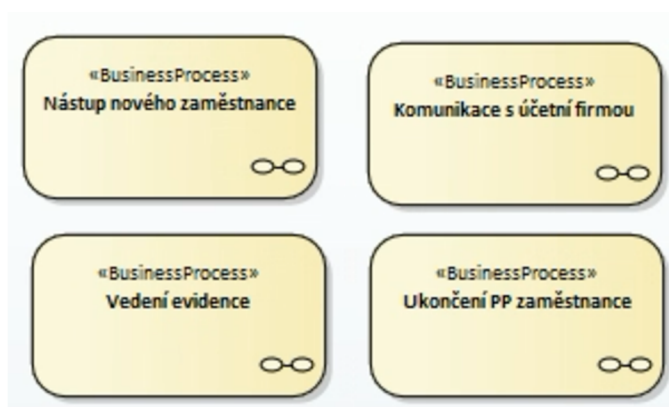 «BusinessProcess»
Nástup nového zaměstnance
«BusinessProcess»
Komunikace s účetní firmou
«BusinessProcess»
Vedení evidence
«BusinessProcess»
Ukončení PP zaměstnance